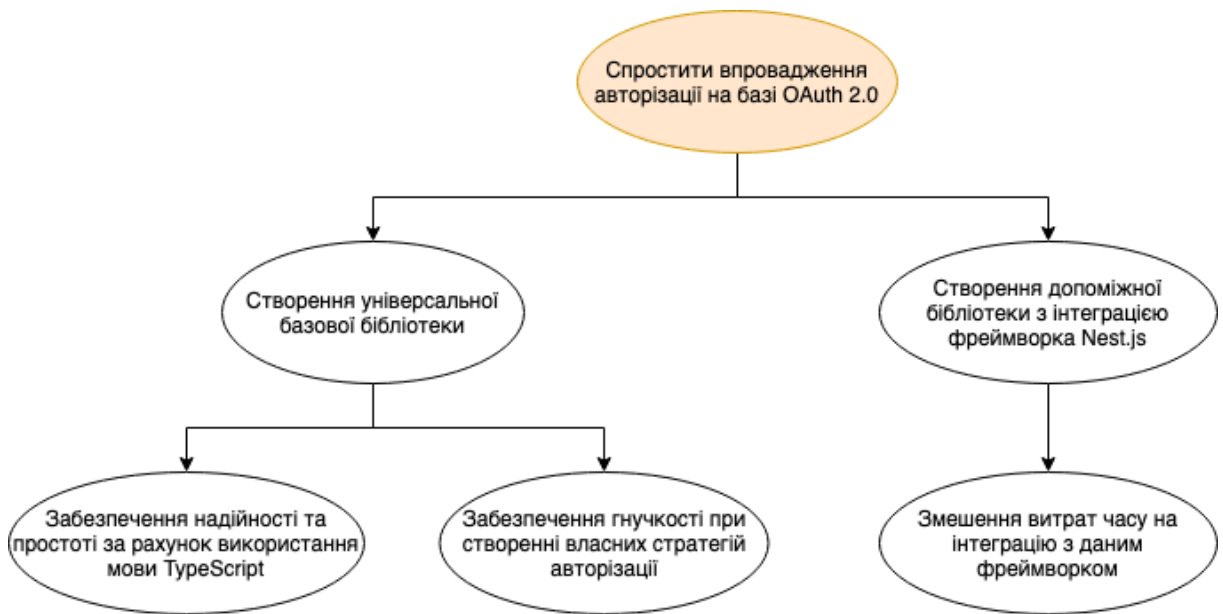 Спростити впровадження
авторізації на базі OAuth 2.0
Створення універсальної
базової бібліотеки
Створення допоміжної
бібліотеки з інтеграцією
фреймворка Nest.js
Забезпечення надійності та
простоті за рахунок використання
мови TypeScript
Забезпечення гнучкості при
створенні власних стратегій
авторізації
Змешення витрат часу на
інтеграцію з даним
фреймворком